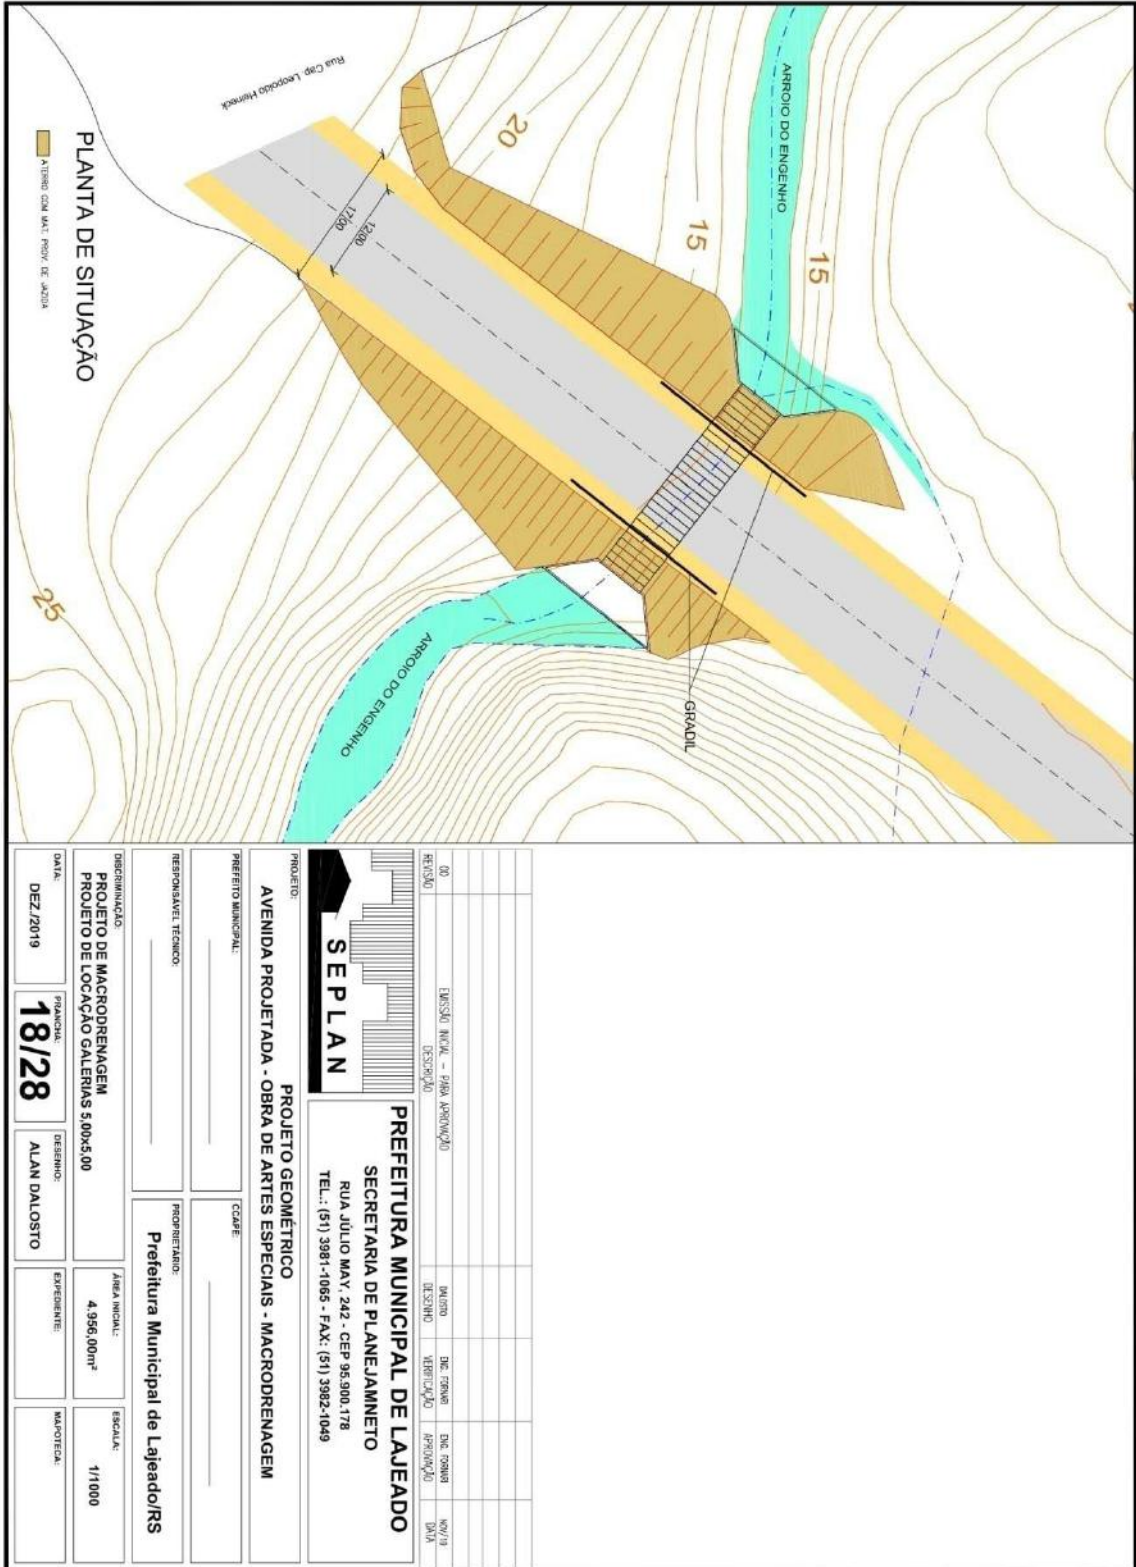 Rua Cap. Leopoldo Heineck
20
15
15
ARROIO DO ENGENHO
17,00
12,00
GRADIL
ARROIO DO ENGENHO
25
PLANTA DE SITUAÇÃO
ATERRO COM MAT. PROV. DE JAZIDA
00 EMISSÃO INICIAL – PARA APROVAÇÃO DALOSTO ENG. FORNARI ENG. FORNARI NOV/19
REVISÃO DESCRIÇÃO DESENHO VERIFICAÇÃO APROVAÇÃO DATA
SEPLAN
PREFEITURA MUNICIPAL DE LAJEADO
SECRETARIA DE PLANEJAMNETO
RUA JÚLIO MAY, 242 - CEP 95.900.178
TEL.: (51) 3981-1065 - FAX: (51) 3982-1049
PROJETO:
PROJETO GEOMÉTRICO
AVENIDA PROJETADA - OBRA DE ARTES ESPECIAIS - MACRODRENAGEM
PREFEITO MUNICIPAL:
CCAPE:
RESPONSÁVEL TÉCNICO:
PROPRIETÁRIO:
Prefeitura Municipal de Lajeado/RS
DISCRIMINAÇÃO:
PROJETO DE MACRODRENAGEM
PROJETO DE LOCAÇÃO GALERIAS 5,00x5,00
ÁREA INICIAL:
4.956,00m²
ESCALA:
1/1000
DATA:
DEZ./2019
PRANCHA:
18/28
DESENHO:
ALAN DALOSTO
EXPEDIENTE:
MAPOTECA: